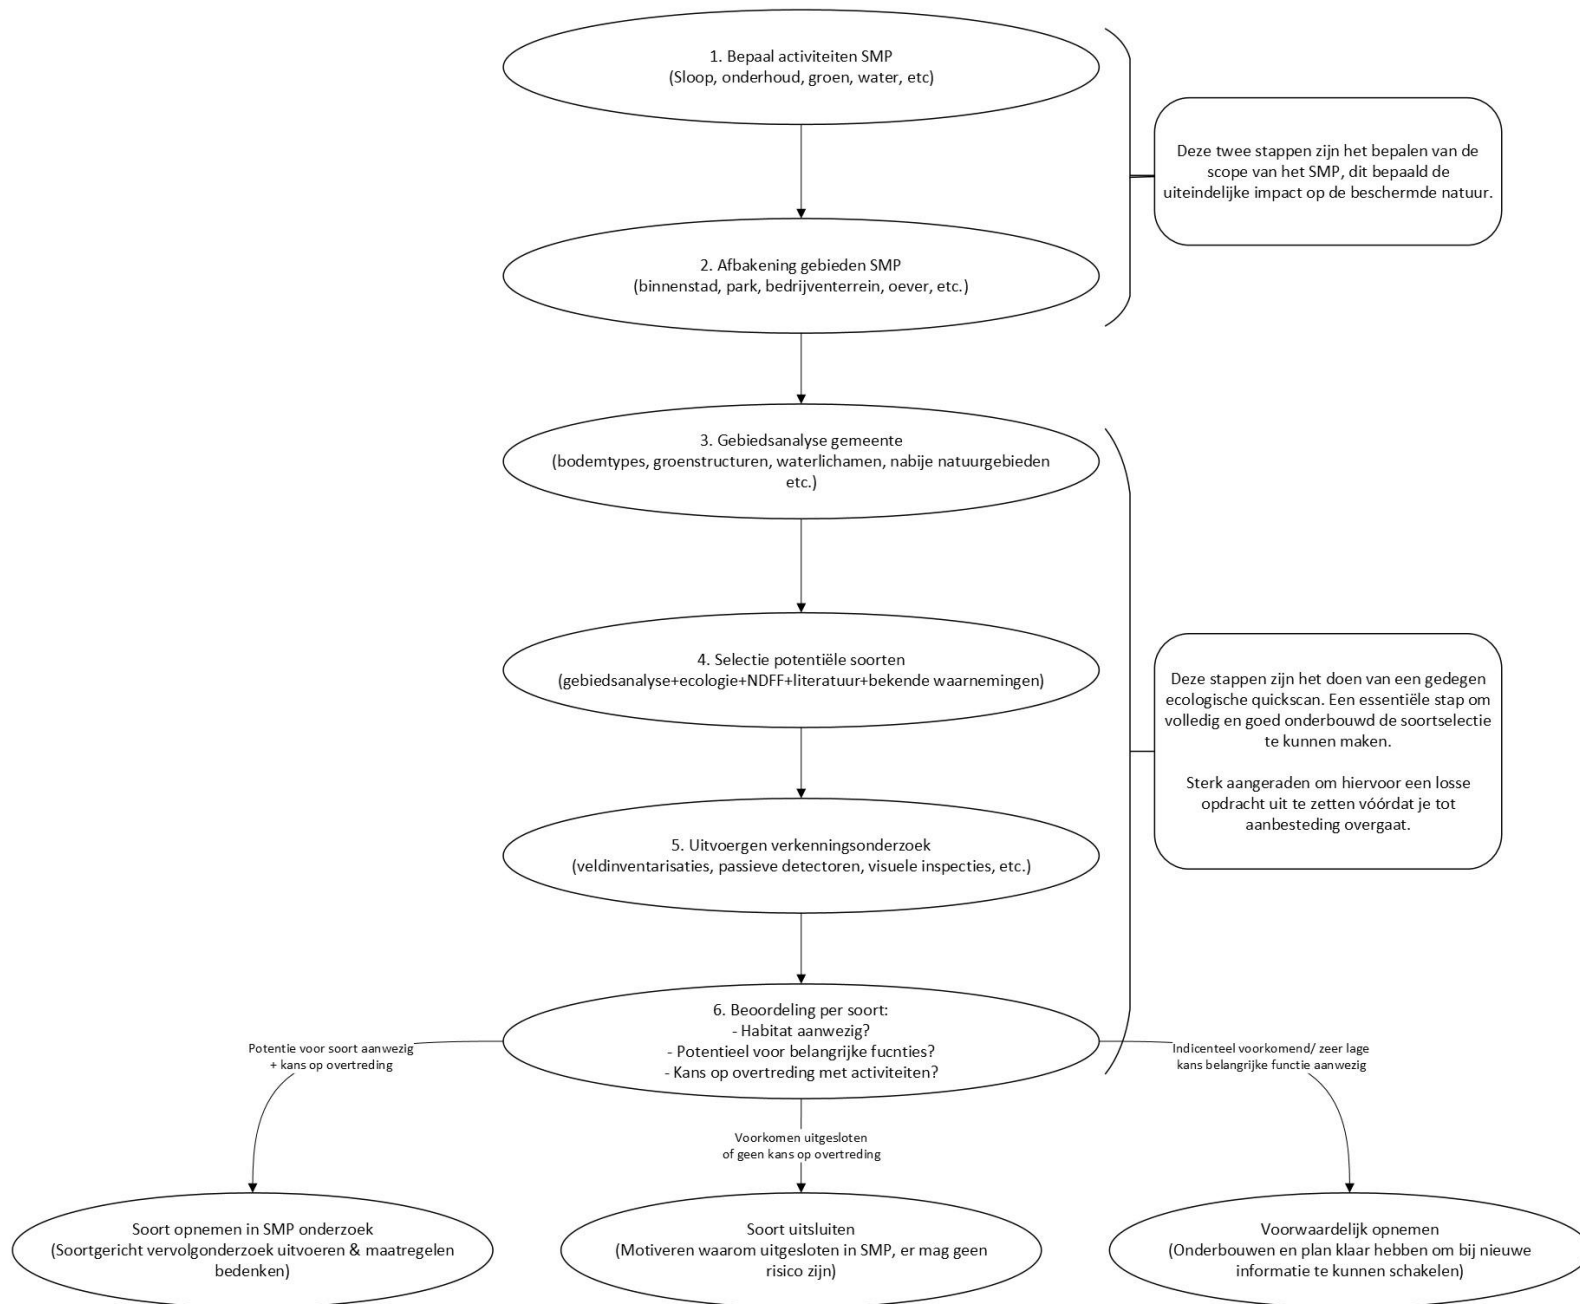 1. Bepaal activiteiten SMP
(Sloop, onderhoud, groen, water, etc)
Deze twee stappen zijn het bepalen van de
scope van het SMP, dit bepaald de
uiteindelijke impact op de beschermde natuur.
2. Afbakening gebieden SMP
(binnenstad, park, bedrijventerrein, oever, etc.)
3. Gebiedsanalyse gemeente
(bodemtypes, groenstructuren, waterlichamen, nabije natuurgebieden
etc.)
4. Selectie potentiële soorten
(gebiedsanalyse+ecologie+NDFF+literatuur+bekende waarnemingen)
Deze stappen zijn het doen van een gedegen
ecologische quickscan. Een essentiële stap om
volledig en goed onderbouwd de soortselectie
te kunnen maken.
Sterk aangeraden om hiervoor een losse
opdracht uit te zetten vóórdat je tot
aanbesteding overgaat.
5. Uitvoergen verkenningsonderzoek
(veldinventarisaties, passieve detectoren, visuele inspecties, etc.)
6. Beoordeling per soort:
- Habitat aanwezig?
- Potentieel voor belangrijke fucnties?
- Kans op overtreding met activiteiten?
Potentie voor soort aanwezig
+ kans op overtreding
Indicenteel voorkomend/ zeer lage
kans belangrijke functie aanwezig
Voorkomen uitgesloten
of geen kans op overtreding
Soort opnemen in SMP onderzoek
(Soortgericht vervolgonderzoek uitvoeren & maatregelen
bedenken)
Soort uitsluiten
(Motiveren waarom uitgesloten in SMP, er mag geen
risico zijn)
Voorwaardelijk opnemen
(Onderbouwen en plan klaar hebben om bij nieuwe
informatie te kunnen schakelen)